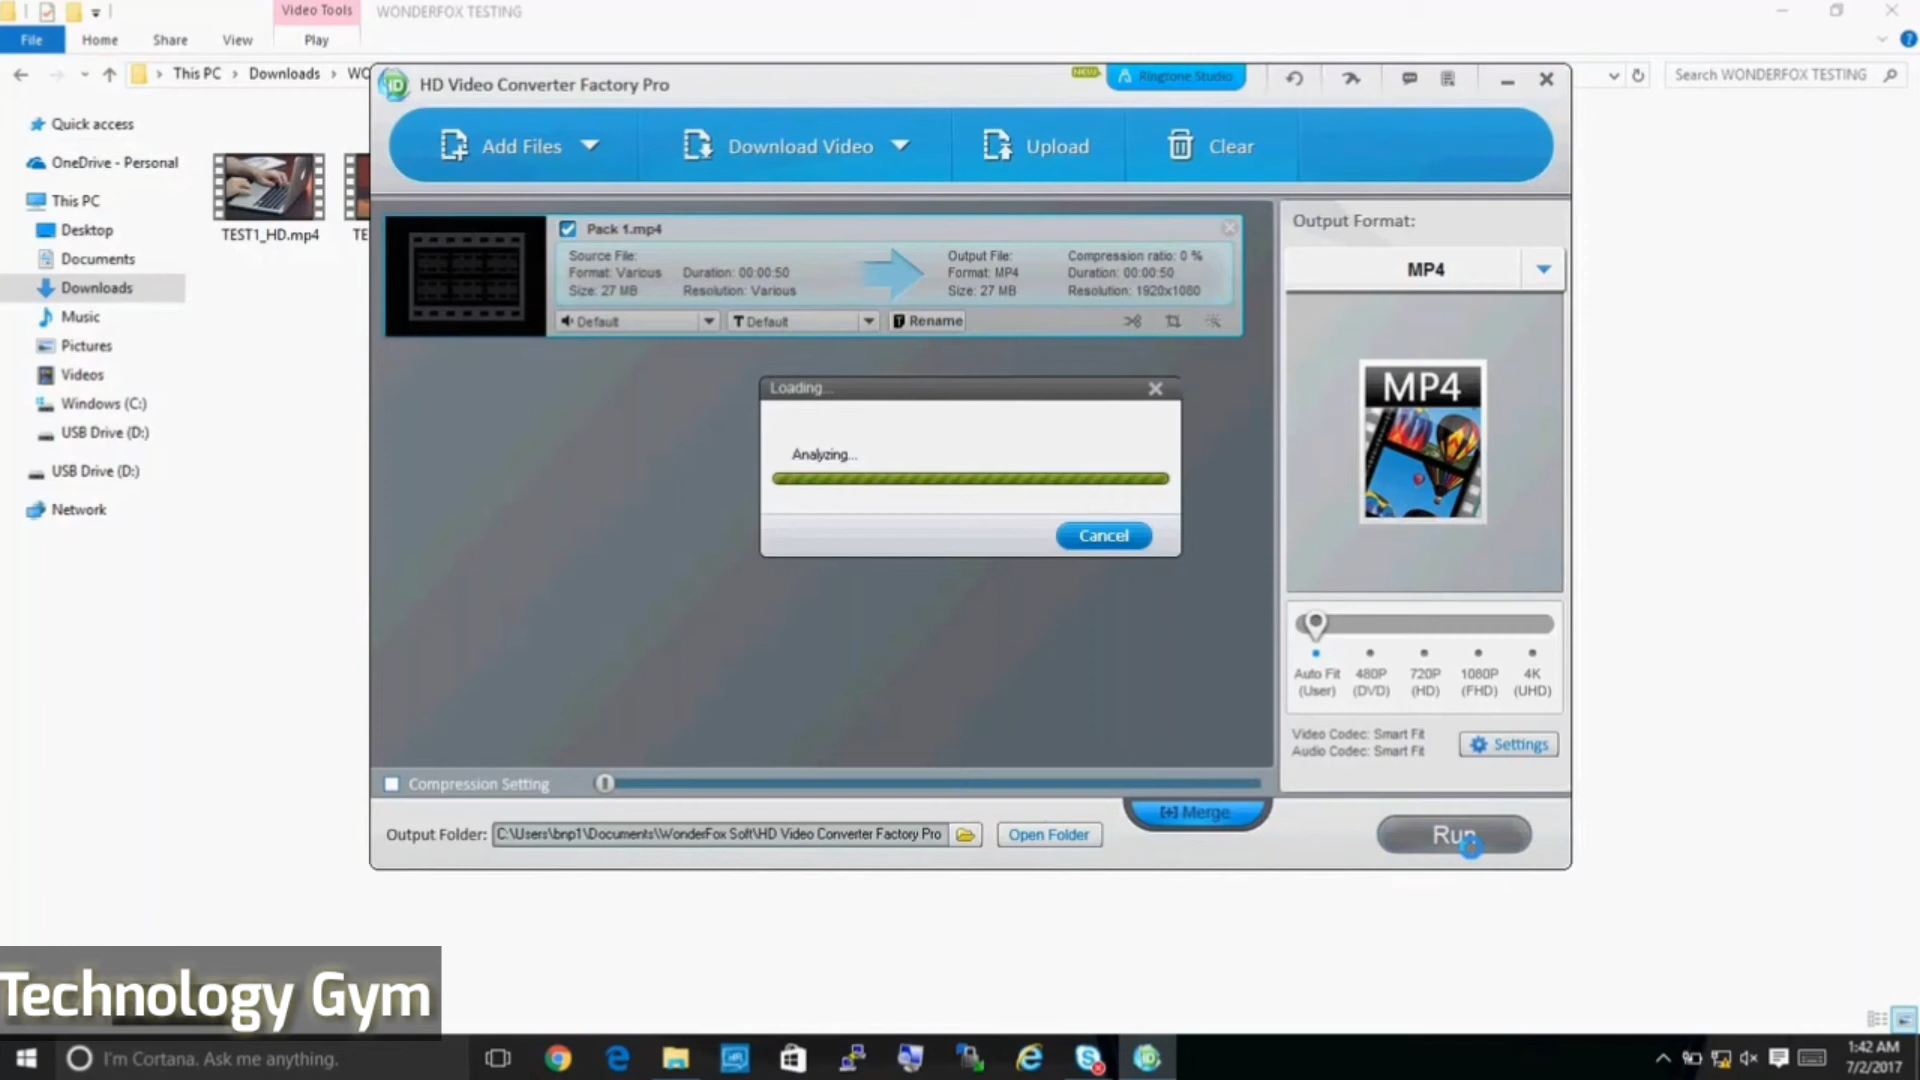 Video Tools
WONDERFOX TESTING
File
Home
Share
View
Play
This PC > Downloads >
Search WONDERFOX TESTING
Quick access
OneDrive - Personal
This PC
Desktop
Documents
Downloads
Music
Pictures
Videos
Windows (C:)
USB Drive (D:)
USB Drive (D:)
Network
TEST1_HD.mp4
HD Video Converter Factory Pro
NEW
Ringtone Studio
Add Files
Download Video
Upload
Clear
Pack 1.mp4
Source File:
Format: Various
Duration: 00:00:50
Size: 27 MB
Resolution: Various
Output File:
Compression ratio: 0 %
Format: MP4
Duration: 00:00:50
Size: 27 MB
Resolution: 1920x1080
Default
T Default
Rename
Loading...
Analyzing...
Cancel
Output Format:
MP4
MP4
Auto Fit
(User)
480P
(DVD)
720P
(HD)
1080P
(FHD)
4K
(UHD)
Video Codec: Smart Fit
Audio Codec: Smart Fit
Settings
Compression Setting
[+] Merge
Output Folder:
C:\Users\bnp1\Documents\WonderFox Soft\HD Video Converter Factory Pro
Open Folder
Run
Technology Gym
I'm Cortana. Ask me anything.
1:42 AM
7/2/2017